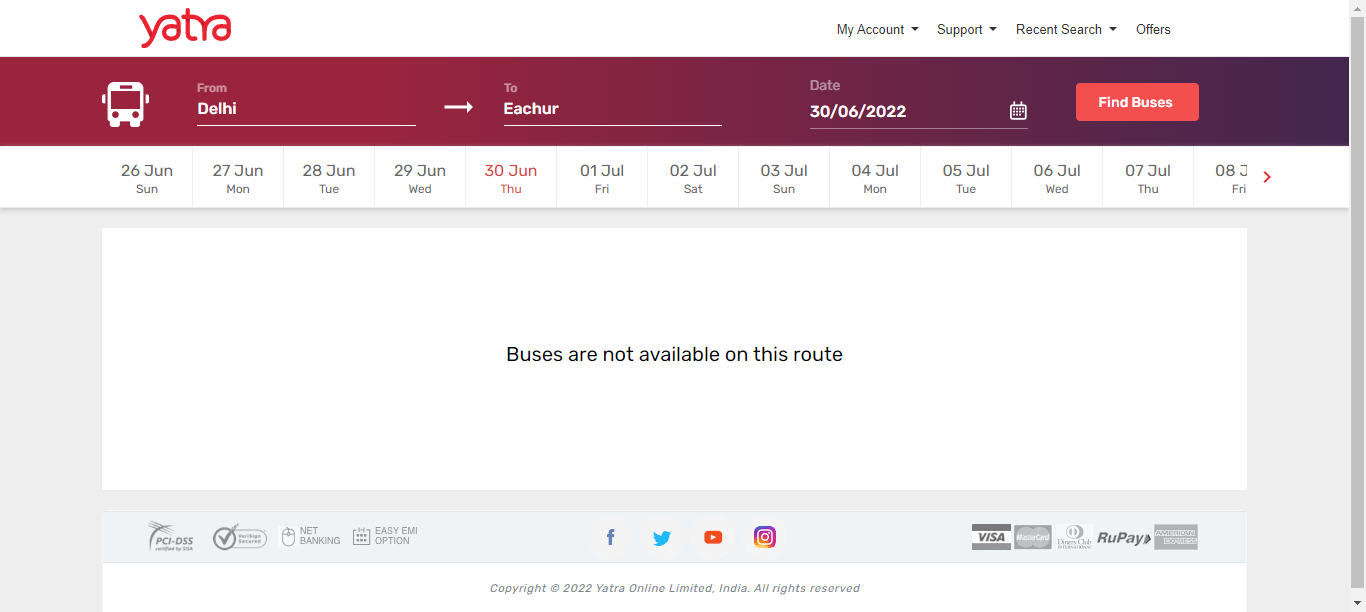 yatra
My Account Support Recent Search Offers
From To Date
Delhi Eachur 30/06/2022 Find Buses
26 Jun 27 Jun 28 Jun 29 Jun 30 Jun 01 Jul 02 Jul 03 Jul 04 Jul 05 Jul 06 Jul 07 Jul 08 J
Sun Mon Tue Wed Thu Fri Sat Sun Mon Tue Wed Thu Fri
Buses are not available on this route
PCI-DSS
certified by SISA
VeriSign
Secured
NET
BANKING
EASY EMI
OPTION
VISA
MasterCard
Diners Club
INTERNATIONAL
RuPay
AMERICAN
EXPRESS
Copyright © 2022 Yatra Online Limited, India. All rights reserved